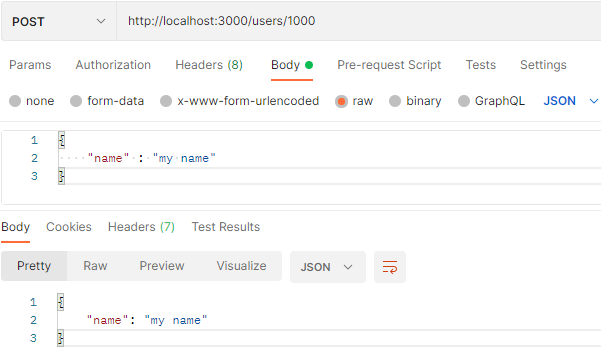 POST http://localhost:3000/users/1000
Params Authorization Headers (8) Body Pre-request Script Tests Settings
none form-data x-www-form-urlencoded raw binary GraphQL JSON
1 {
2 ····"name"·:·"my·name"
3 }
Body Cookies Headers (7) Test Results
Pretty Raw Preview Visualize JSON
1 {
2 "name": "my name"
3 }